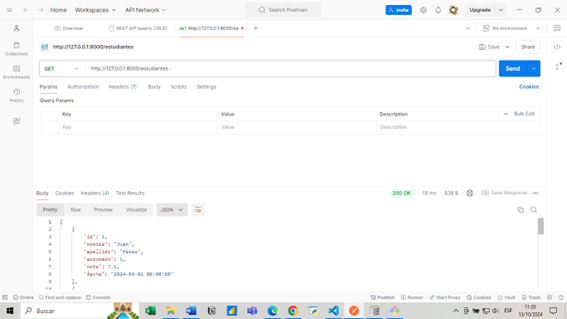 Home Workspaces API Network Search Postman Invite Upgrade
Overview REST API basics: CRUD, GET http://127.0.0.1:8000/es No environment
http://127.0.0.1:8000/estudiantes Save Share
Collections
GET http://127.0.0.1:8000/estudiantes Send
Environments
Params Authorization Headers (7) Body Scripts Settings Cookies
History
Query Params
Key Value Description Bulk Edit
Key Value Description
Body Cookies Headers (4) Test Results 200 OK 18 ms 636 B Save Response
Pretty Raw Preview Visualize JSON
1 [
2 {
3 "id": 1,
4 "nombre": "Juan",
5 "apellido": "Pérez",
6 "aprobado": 1,
7 "nota": 7.5,
8 "fecha": "2024-09-01 00:00:00"
9 },
10 {
Online Find and replace Console Postbot Runner Start Proxy Cookies Vault Trash
Buscar ESP 11:20
13/10/2024